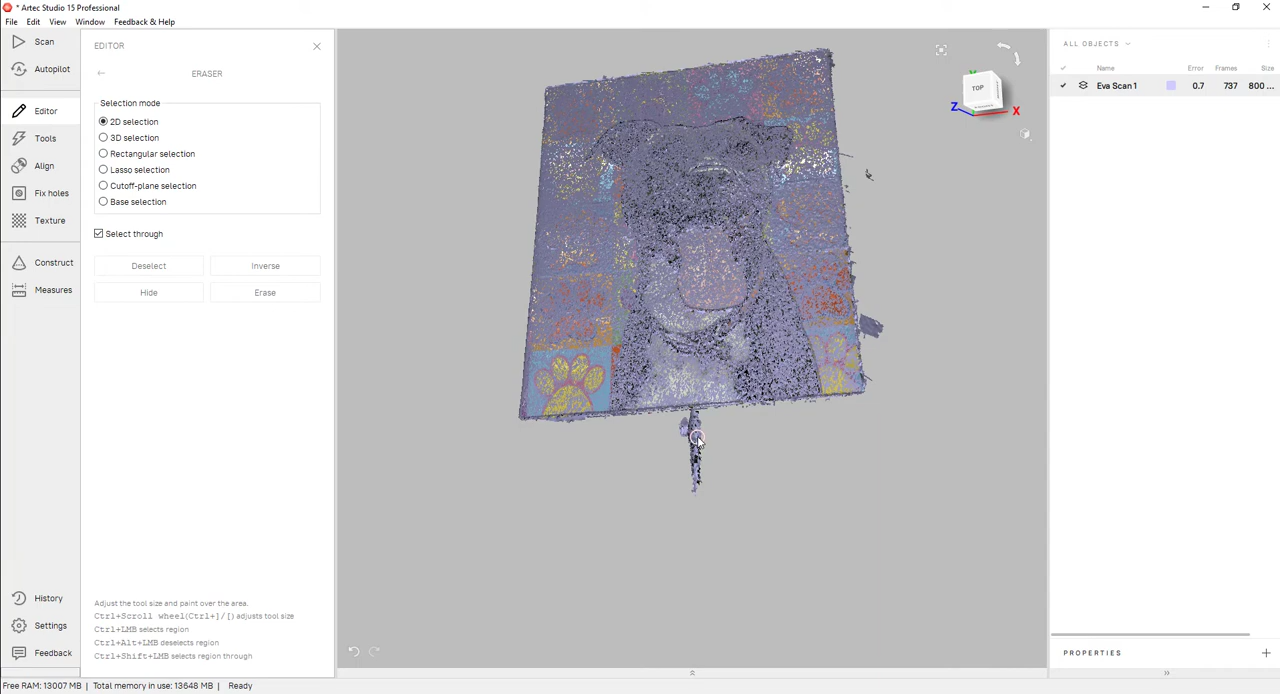 * Artec Studio 15 Professional
File Edit View Window Feedback & Help
Scan
Autopilot
Editor
Tools
Align
Fix holes
Texture
Construct
Measures
History
Settings
Feedback
EDITOR
ERASER
Selection mode
2D selection
3D selection
Rectangular selection
Lasso selection
Cutoff-plane selection
Base selection
Select through
Deselect Inverse
Hide Erase
Adjust the tool size and paint over the area.
Ctrl+Scroll wheel(Ctrl+]/[) adjusts tool size
Ctrl+LMB selects region
Ctrl+Alt+LMB deselects region
Ctrl+Shift+LMB selects region through
Y
TOP
Z X
ALL OBJECTS
Name Error Frames Size
Eva Scan 1 0.7 737 800 ...
PROPERTIES
Free RAM: 13007 MB | Total memory in use: 13648 MB | Ready